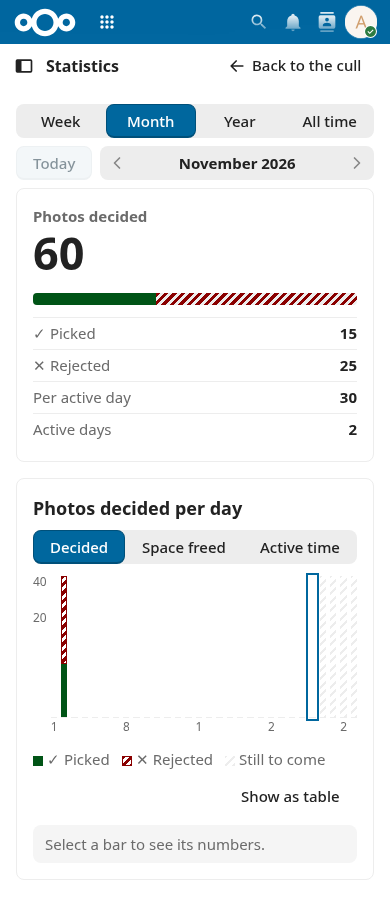 A
Statistics
← Back to the cull
Week Month Year All time
Today < November 2026 >
Photos decided
60
✓ Picked 15
✕ Rejected 25
Per active day 30
Active days 2
Photos decided per day
Decided Space freed Active time
40
20
1 8 1 2 2
✓ Picked ✕ Rejected Still to come
Show as table
Select a bar to see its numbers.